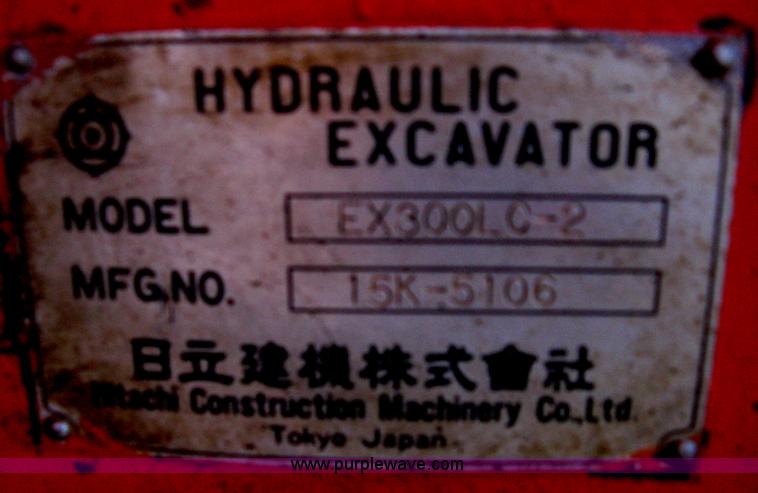 HYDRAULIC
EXCAVATOR
MODEL EX300LC-2
MFG.NO. 15K-5106
日立建機株式會社
Hitachi Construction Machinery Co.,Ltd.
Tokyo Japan
www.purplewave.com